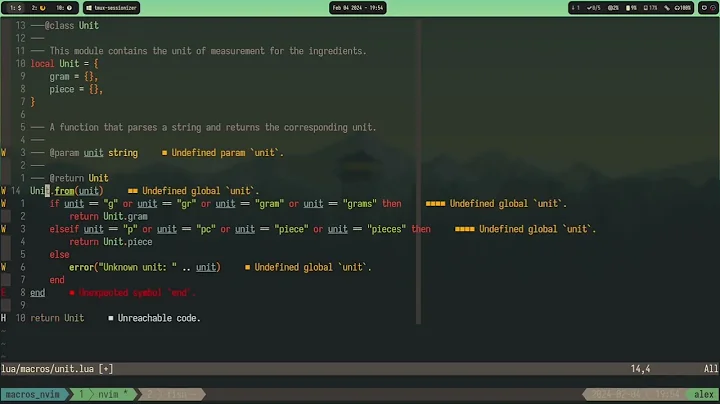 1: $ 2: 10: tmux-sessionizer Feb 04 2024 - 19:54 1 0/5 2% 9% 17% 100%
13 ---@class Unit
12 ---
11 --- This module contains the unit of measurement for the ingredients.
10 local Unit = {
9 gram = {},
8 piece = {},
7 }
6
5 --- A function that parses a string and returns the corresponding unit.
4 ---
W 3 --- @param unit string ■ Undefined param `unit`.
2 ---
1 --- @return Unit
W 14 Unit.from(unit) ■■ Undefined global `unit`.
W 1 if unit == "g" or unit == "gr" or unit == "gram" or unit == "grams" then ■■■■ Undefined global `unit`.
2 return Unit.gram
W 3 elseif unit == "p" or unit == "pc" or unit == "piece" or unit == "pieces" then ■■■■ Undefined global `unit`.
4 return Unit.piece
5 else
W 6 error("Unknown unit: " .. unit) ■ Undefined global `unit`.
7 end
E 8 end ■ Unexpected symbol `end`.
9
H 10 return Unit ■ Unreachable code.
~
~
~
lua/macros/unit.lua [+] 14,4 All
macros_nvim 1 nvim * 2 2024-02-04 19:54 alex